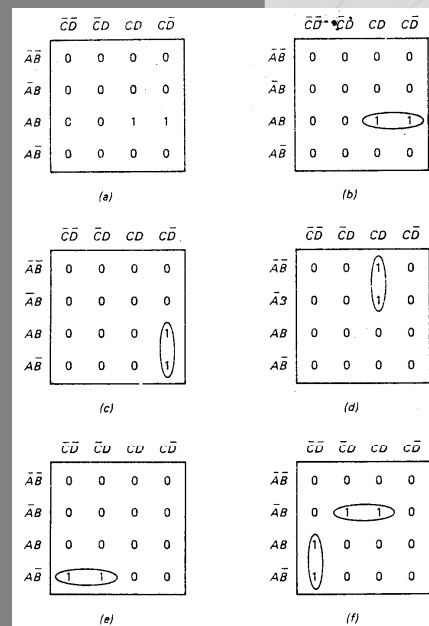 C̄D̄ C̄D CD CD̄
ĀB̄ 0 0 0 0
ĀB 0 0 0 0
AB 0 0 1 1
AB̄ 0 0 0 0
(a)
C̄D̄ C̄D CD CD̄
ĀB̄ 0 0 0 0
ĀB 0 0 0 0
AB 0 0 1 1
AB̄ 0 0 0 0
(b)
C̄D̄ C̄D CD CD̄
ĀB̄ 0 0 0 0
ĀB 0 0 0 0
AB 0 0 0 1
AB̄ 0 0 0 1
(c)
C̄D̄ C̄D CD CD̄
ĀB̄ 0 0 1 0
ĀB 0 0 1 0
AB 0 0 0 0
AB̄ 0 0 0 0
(d)
C̄D̄ C̄D CD CD̄
ĀB̄ 0 0 0 0
ĀB 0 0 0 0
AB 0 0 0 0
AB̄ 1 1 0 0
(e)
C̄D̄ C̄D CD CD̄
ĀB̄ 0 0 0 0
ĀB 0 1 1 0
AB 1 0 0 0
AB̄ 1 0 0 0
(f)